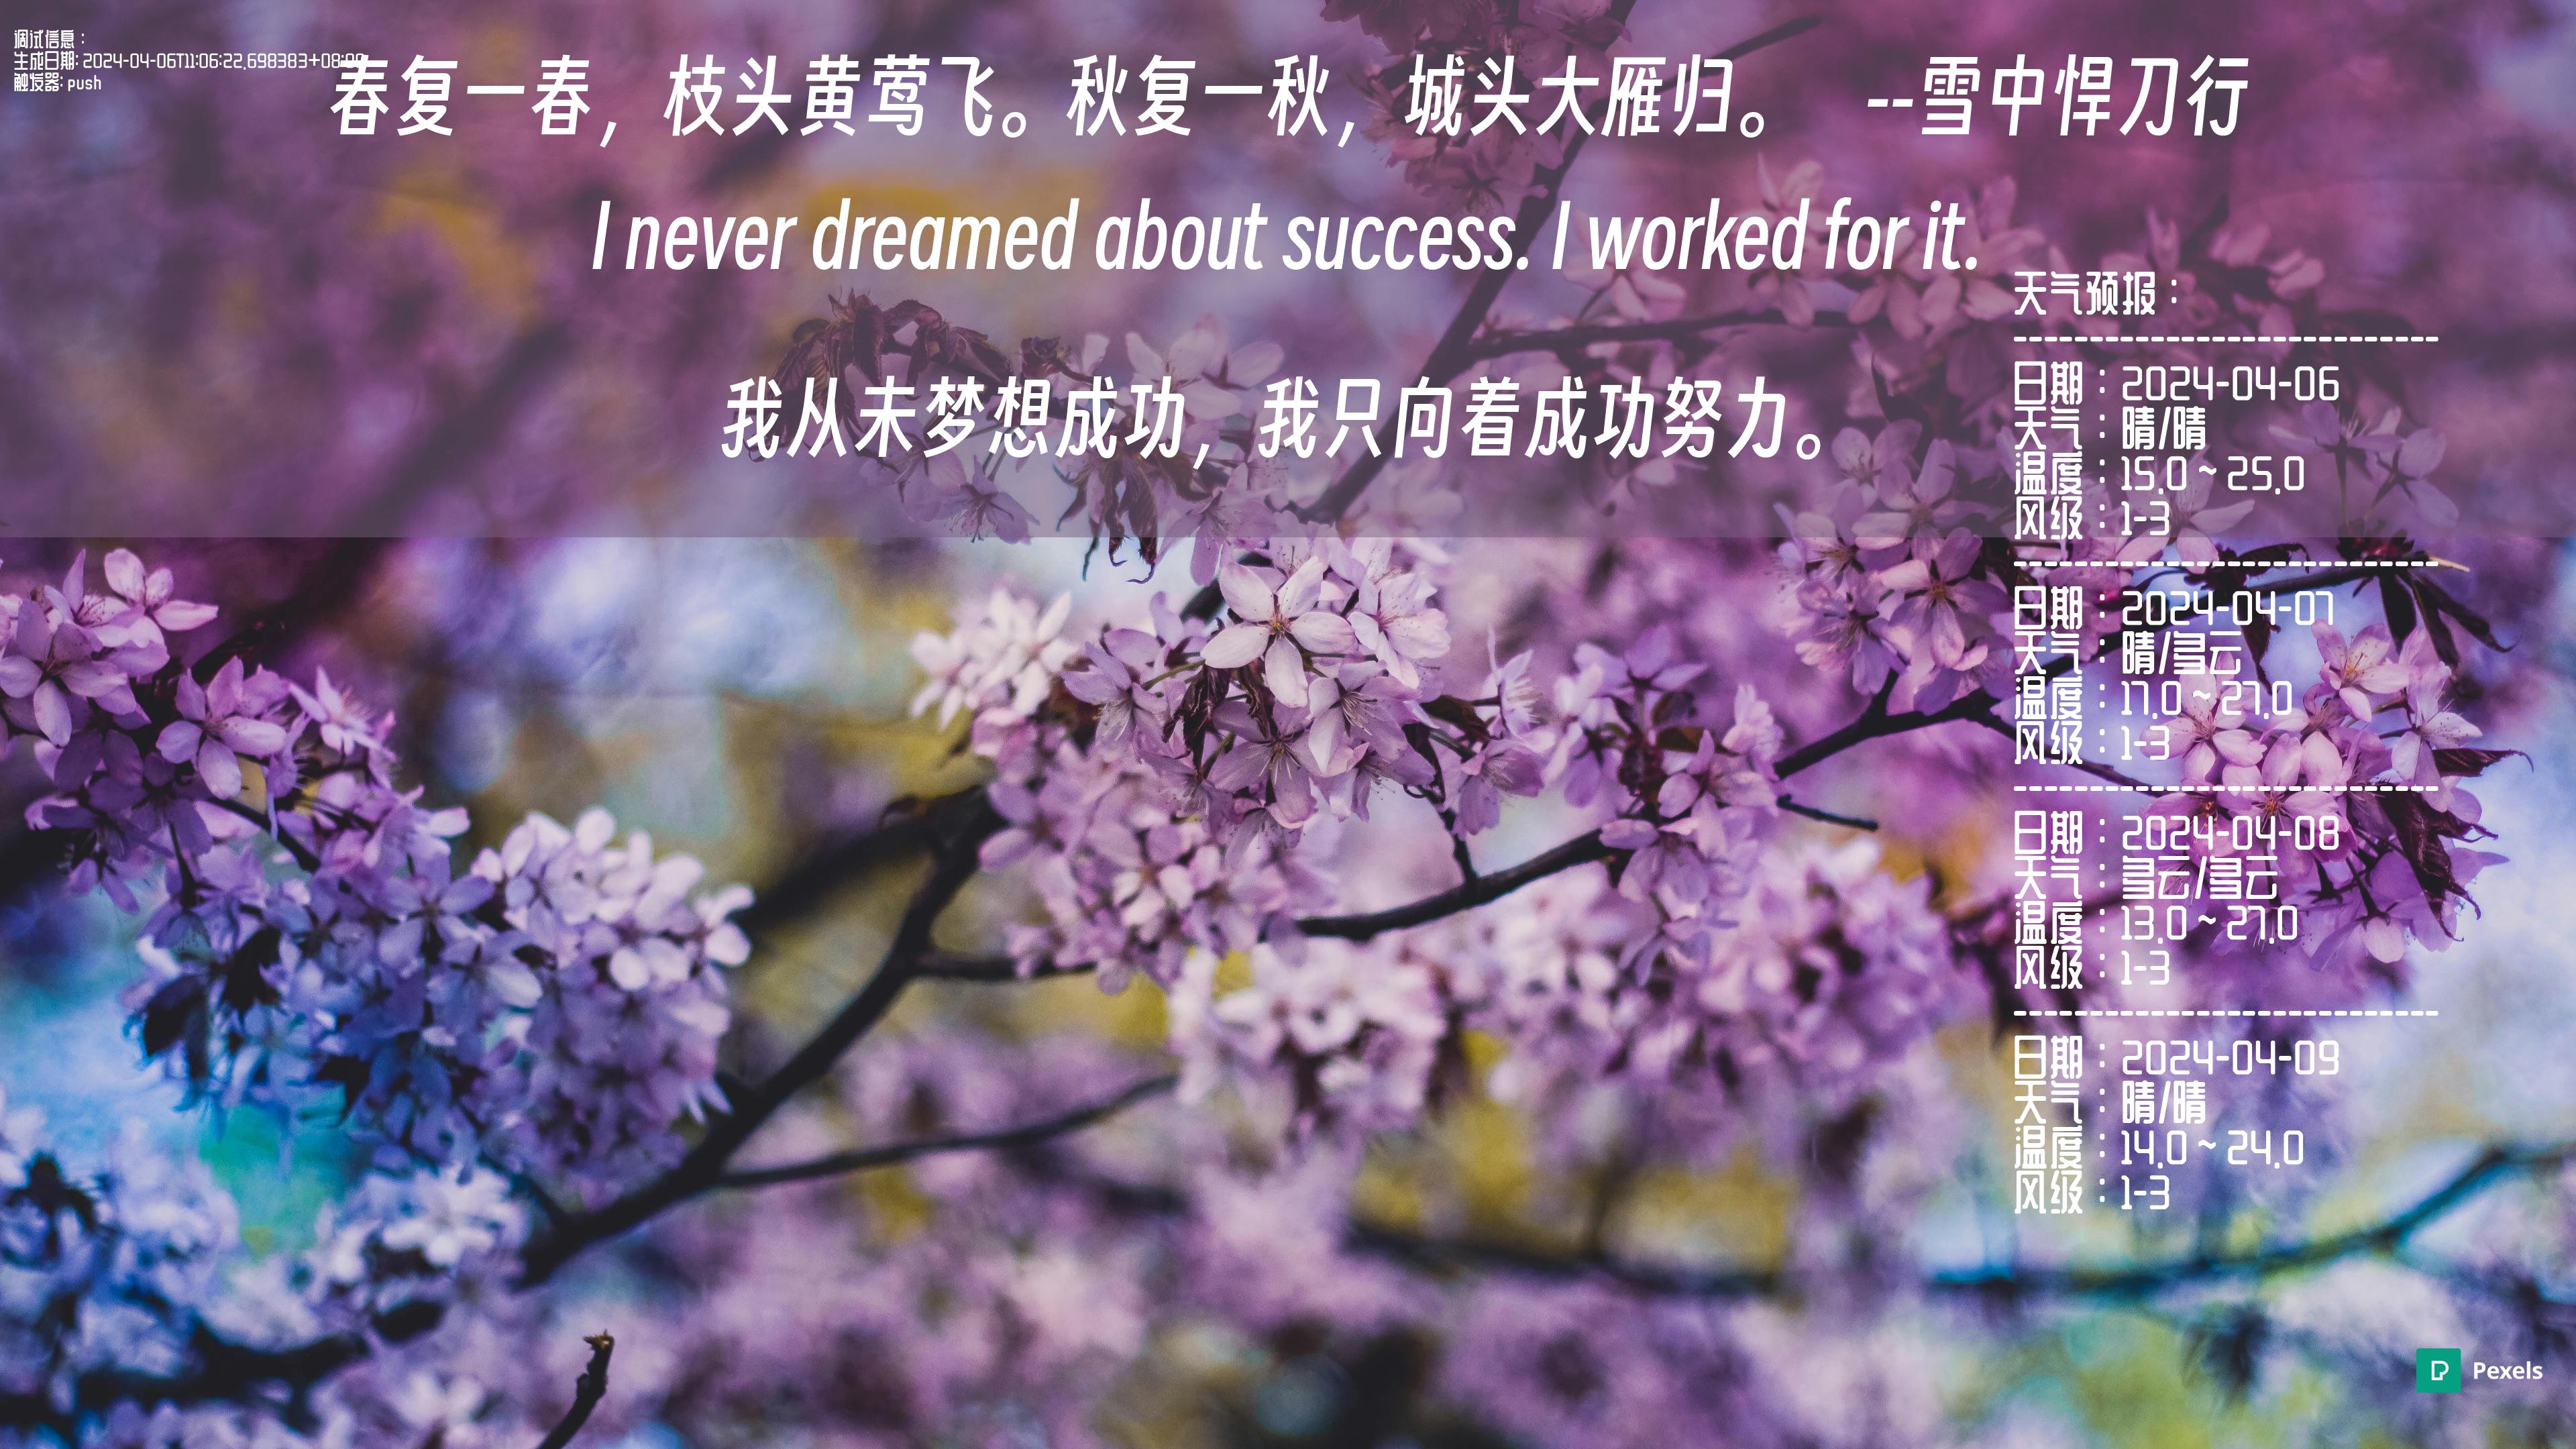 调试信息：
生成日期: 2024-04-06T11:06:22.698383+08:00
触发器: push
春复一春，枝头黄莺飞。秋复一秋，城头大雁归。 --雪中悍刀行
I never dreamed about success. I worked for it.
我从未梦想成功，我只向着成功努力。
天气预报：
----------------------------
日期：2024-04-06
天气：晴/晴
温度：15.0 ~ 25.0
风级：1-3
----------------------------
日期：2024-04-07
天气：晴/多云
温度：17.0 ~ 27.0
风级：1-3
----------------------------
日期：2024-04-08
天气：多云/多云
温度：13.0 ~ 27.0
风级：1-3
----------------------------
日期：2024-04-09
天气：晴/晴
温度：14.0 ~ 24.0
风级：1-3
Pexels